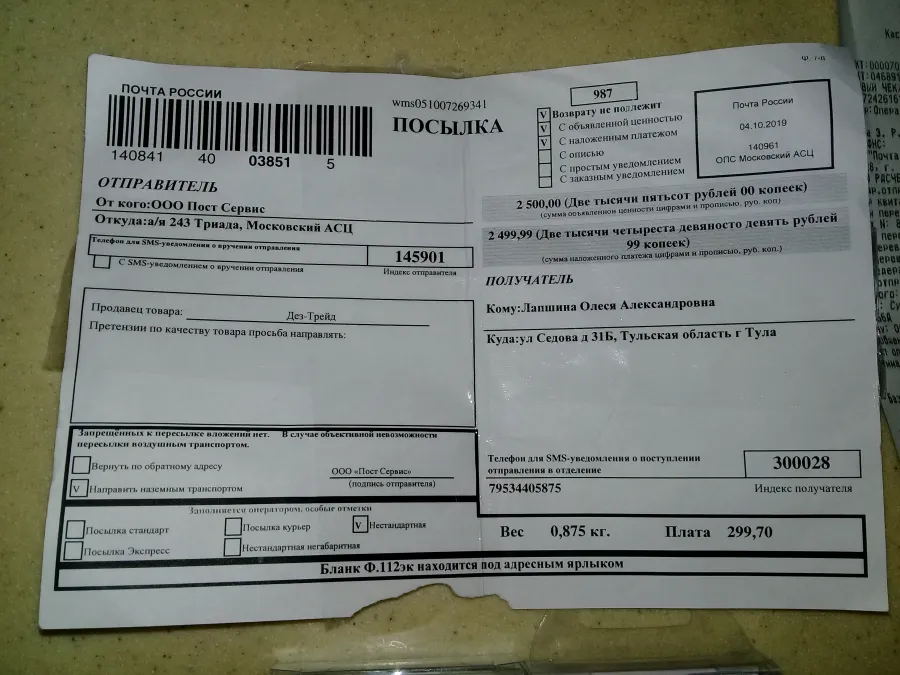 Ф. 7-п
ПОЧТА РОССИИ
140841 40 03851 5
wms051007269341
ПОСЫЛКА
987
V Возврату не подлежит
V С объявленной ценностью
V С наложенным платежом
С описью
С простым уведомлением
С заказным уведомлением
Почта России
04.10.2019
140961
ОПС Московский АСЦ
ОТПРАВИТЕЛЬ
От кого:ООО Пост Сервис
Откуда:а/я 243 Триада, Московский АСЦ
Телефон для SMS-уведомления о вручении отправления
С SMS-уведомлением о вручении отправления
145901
Индекс отправителя
2 500,00 (Две тысячи пятьсот рублей 00 копеек)
(сумма объявленной ценности цифрами и прописью, руб. коп.)
2 499,99 (Две тысячи четыреста девяносто девять рублей
99 копеек)
(сумма наложенного платежа цифрами и прописью, руб. коп.)
Продавец товара: Дез-Трейд
Претензии по качеству товара просьба направлять:
ПОЛУЧАТЕЛЬ
Кому:Лапшина Олеся Александровна
Куда:ул Седова д 31Б, Тульская область г Тула
Запрещённых к пересылке вложений нет. В случае объективной невозможности
пересылки воздушным транспортом.
Вернуть по обратному адресу
V Направить наземным транспортом
ООО «Пост Сервис»
(подпись отправителя)
Телефон для SMS-уведомления о поступлении
отправления в отделение
79534405875
300028
Индекс получателя
Заполняется оператором, особые отметки
Посылка стандарт
Посылка курьер
V Нестандартная
Посылка Экспресс
Нестандартная негабаритная
Вес 0,875 кг. Плата 299,70
Бланк Ф.112эк находится под адресным ярлыком